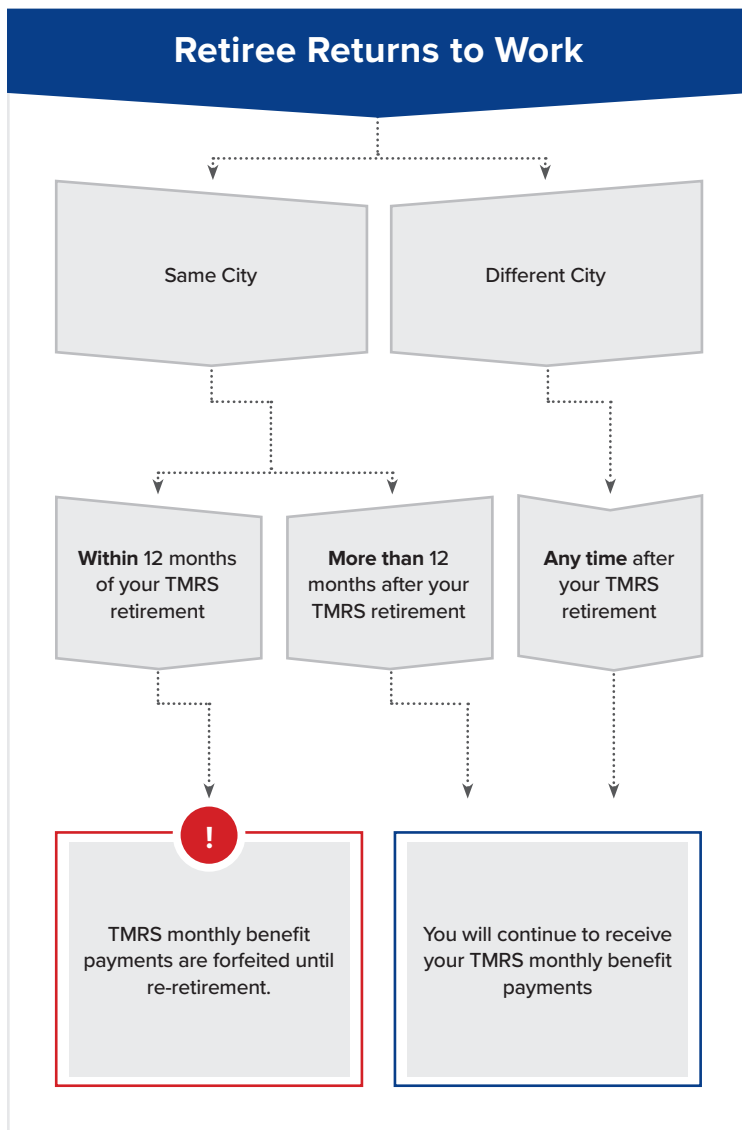 Retiree Returns to Work
Same City
Different City
Within 12 months
of your TMRS
retirement
More than 12
months after your
TMRS retirement
Any time after
your TMRS
retirement
!
TMRS monthly benefit
payments are forfeited until
re-retirement.
You will continue to receive
your TMRS monthly benefit
payments